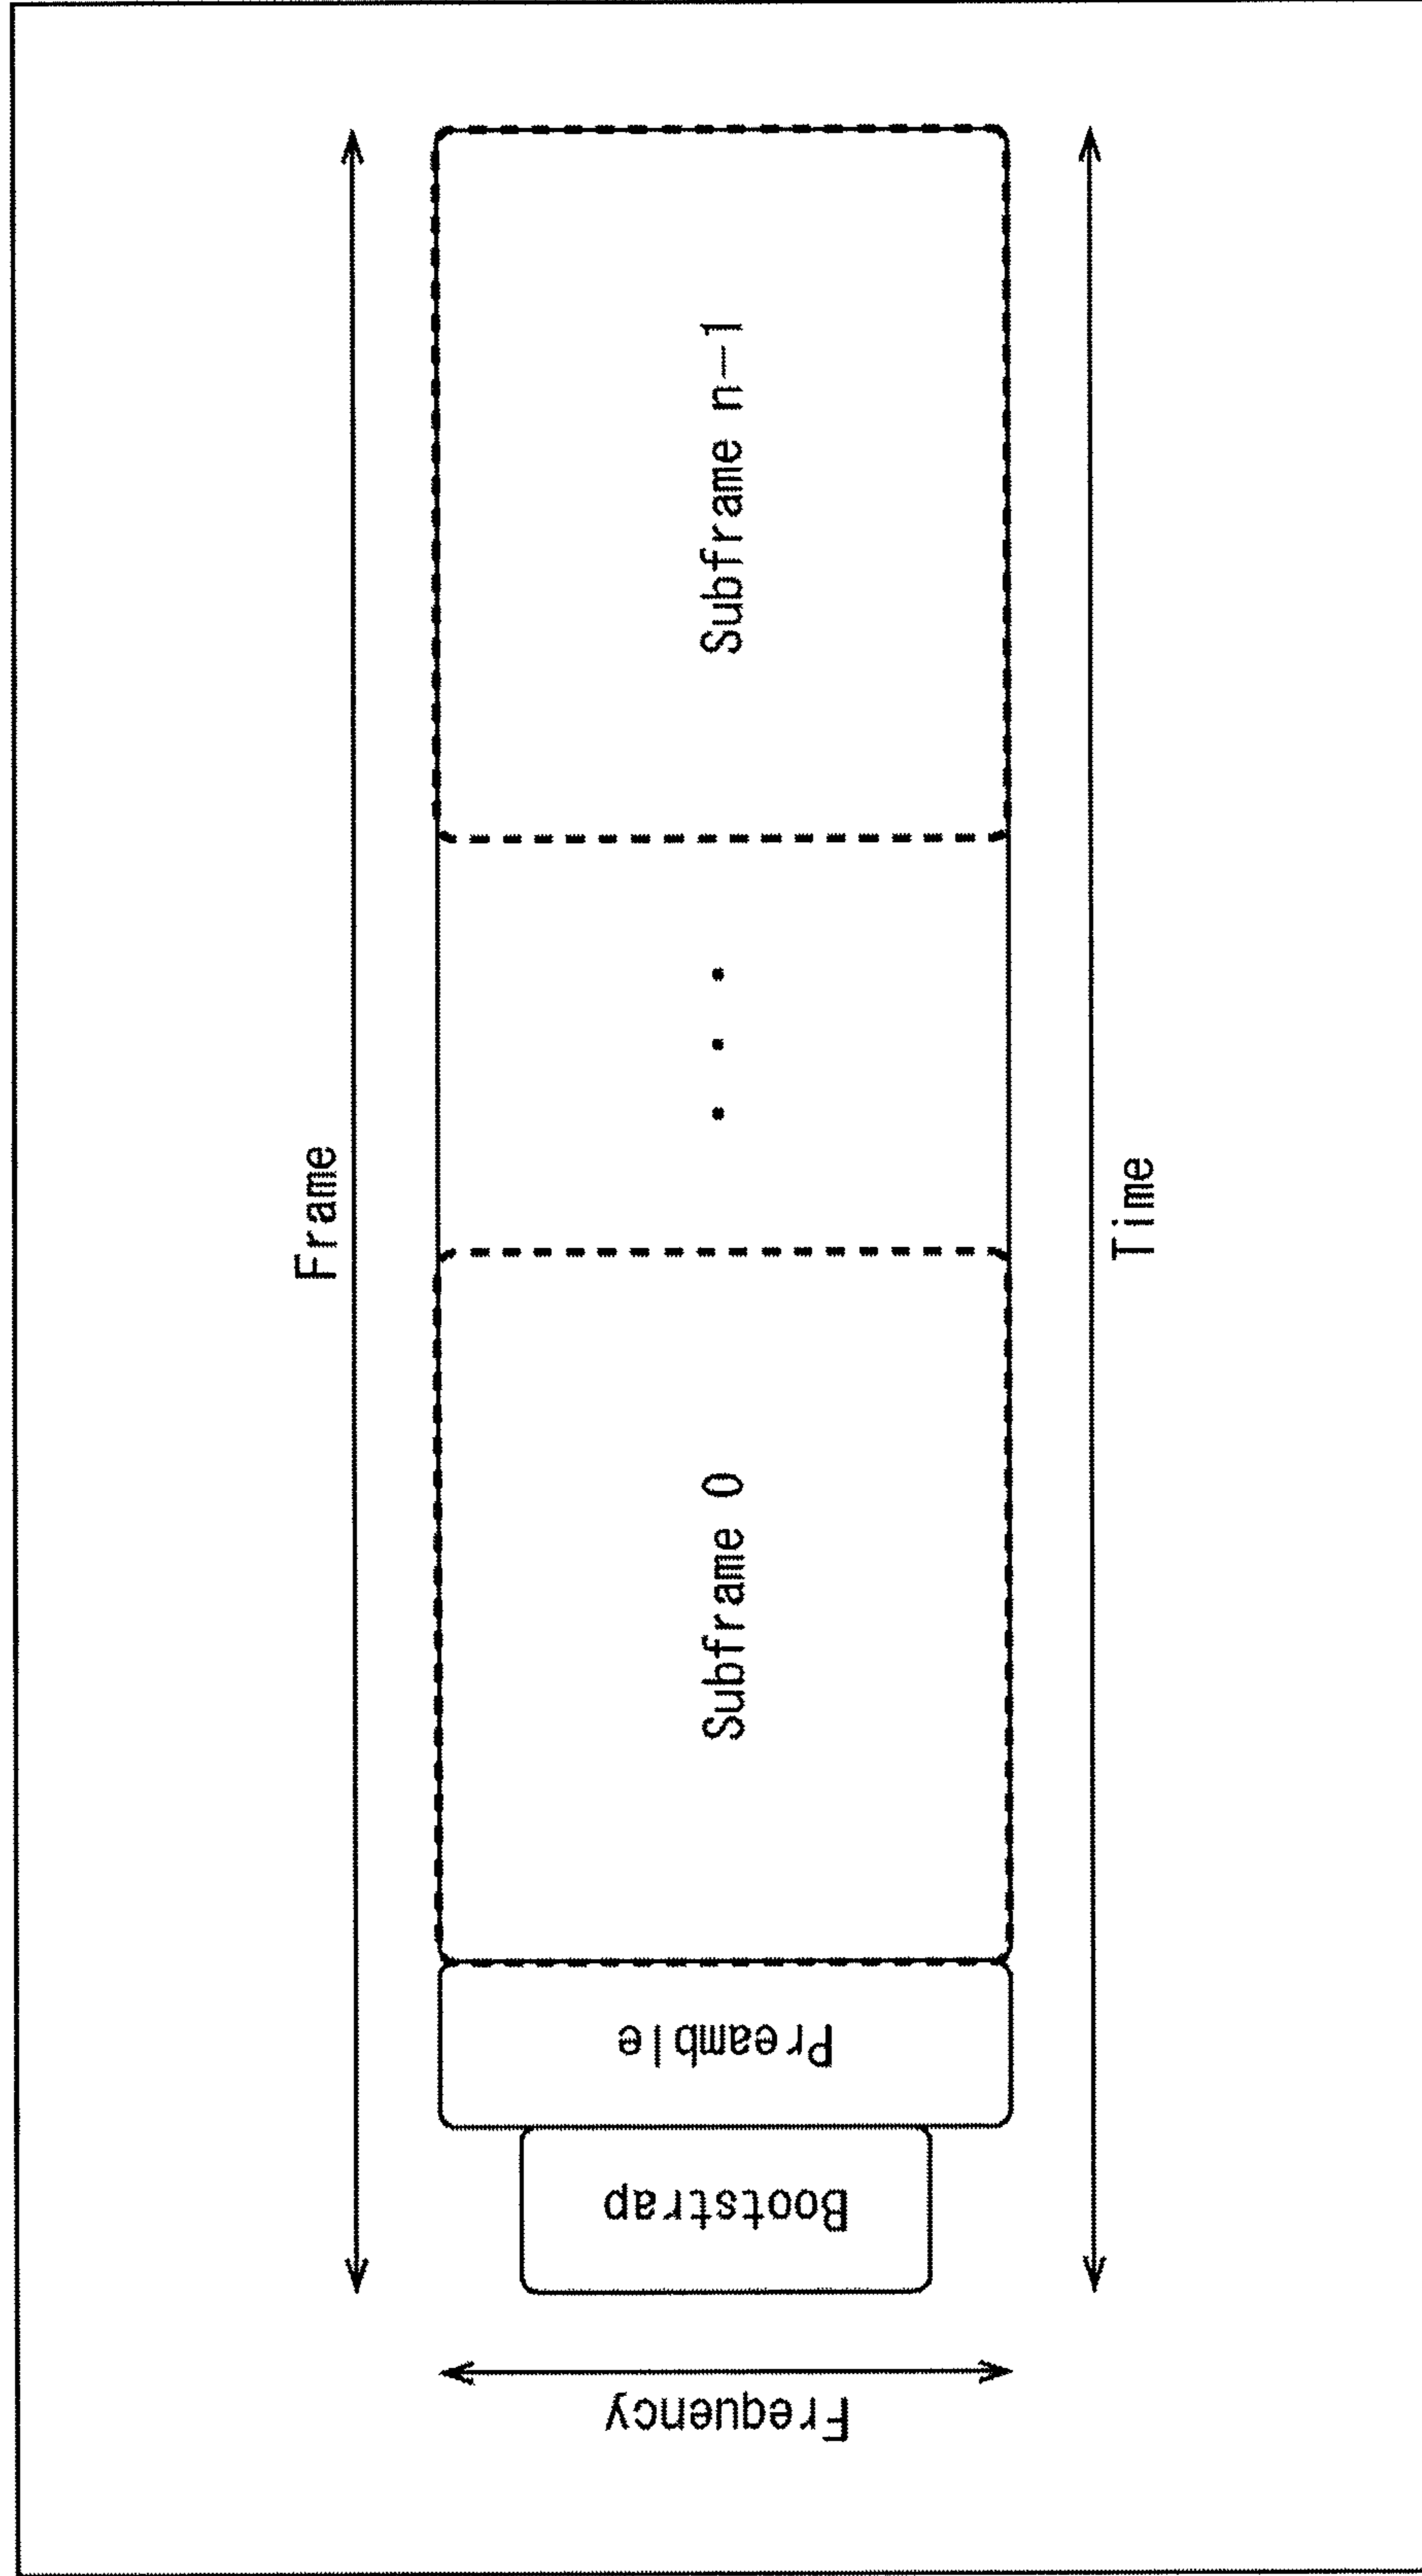 Frame
Frequency
Bootstrap
Preamble
Subframe 0
. . .
Subframe n-1
Time